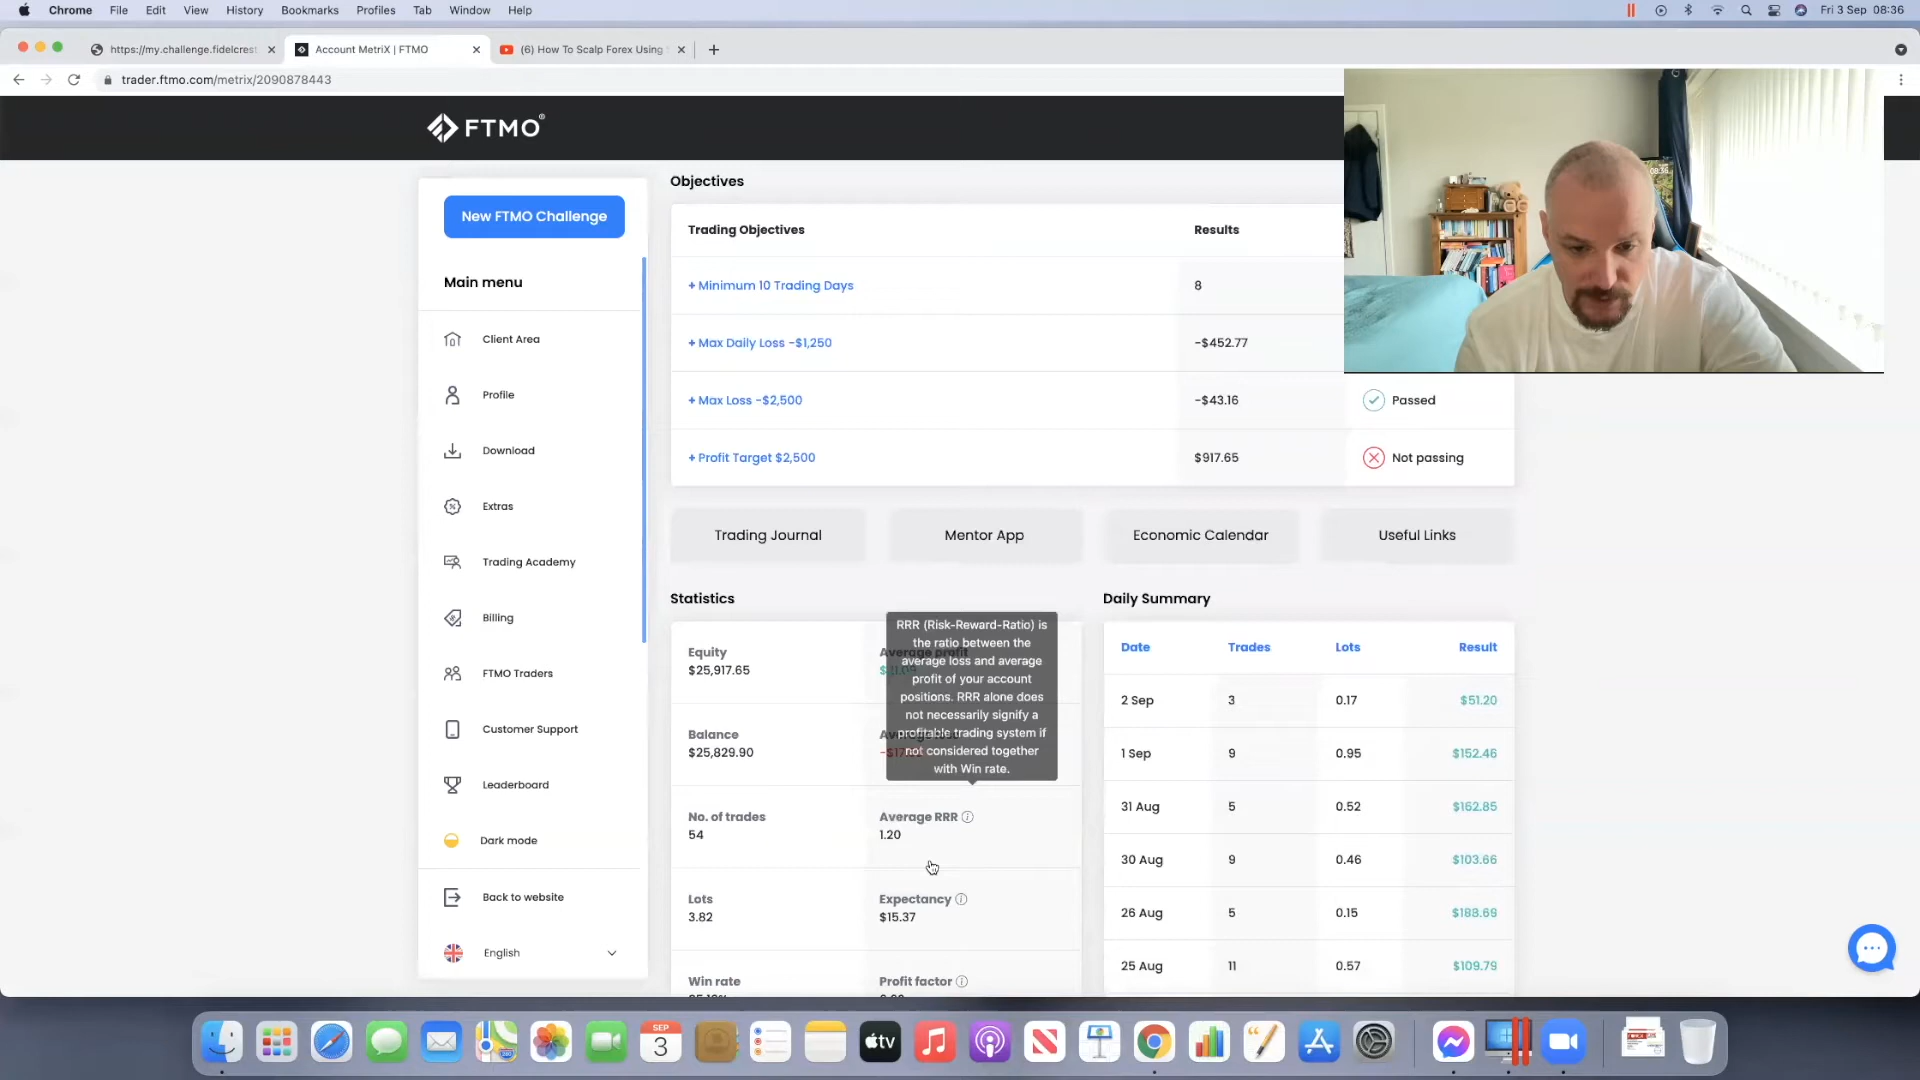 Chrome File Edit View History Bookmarks Profiles Tab Window Help Fri 3 Sep 08:36
https://my.challenge.fidelcrest Account MetriX | FTMO (6) How To Scalp Forex Using
trader.ftmo.com/metrix/2090878443
FTMO
New FTMO Challenge
Main menu
Client Area
Profile
Download
Extras
Trading Academy
Billing
FTMO Traders
Customer Support
Leaderboard
Dark mode
Back to website
English
Objectives
Trading Objectives Results
+ Minimum 10 Trading Days 8
+ Max Daily Loss -$1,250 -$452.77
+ Max Loss -$2,500 -$43.16 Passed
+ Profit Target $2,500 $917.65 Not passing
Trading Journal Mentor App Economic Calendar Useful Links
Statistics
Equity
$25,917.65
Average profit
Balance
$25,829.90
RRR (Risk-Reward-Ratio) is
the ratio between the
average loss and average
profit of your account
positions. RRR alone does
not necessarily signify a
profitable trading system if
not considered together
with Win rate.
No. of trades
54
Average RRR
1.20
Lots
3.82
Expectancy
$15.37
Win rate
Profit factor
Daily Summary
Date Trades Lots Result
2 Sep 3 0.17 $51.20
1 Sep 9 0.95 $152.46
31 Aug 5 0.52 $162.85
30 Aug 9 0.46 $103.66
26 Aug 5 0.15 $188.69
25 Aug 11 0.57 $109.79
SEP
3
tv